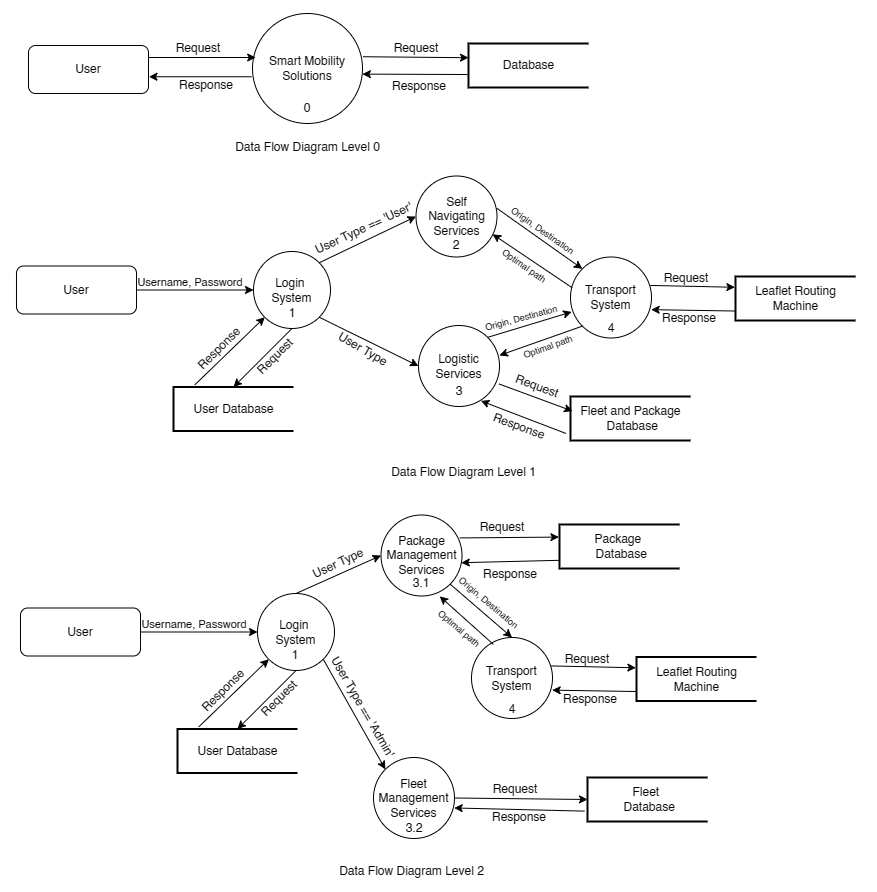 User
Request
Response
Smart Mobility
Solutions
0
Request
Response
Database
Data Flow Diagram Level 0
User
Username, Password
Login
System
1
Response
Request
User Database
User Type == 'User'
User Type
Self
Navigating
Services
2
Origin, Destination
Optimal path
Logistic
Services
3
Origin, Destination
Optimal path
Request
Response
Transport
System
4
Request
Response
Leaflet Routing
Machine
Fleet and Package
Database
Data Flow Diagram Level 1
User
Username, Password
Login
System
1
Response
Request
User Database
User Type
User Type == 'Admin'
Package
Management
Services
3.1
Request
Response
Package
Database
Origin, Destination
Optimal path
Transport
System
4
Request
Response
Leaflet Routing
Machine
Fleet
Management
Services
3.2
Request
Response
Fleet
Database
Data Flow Diagram Level 2